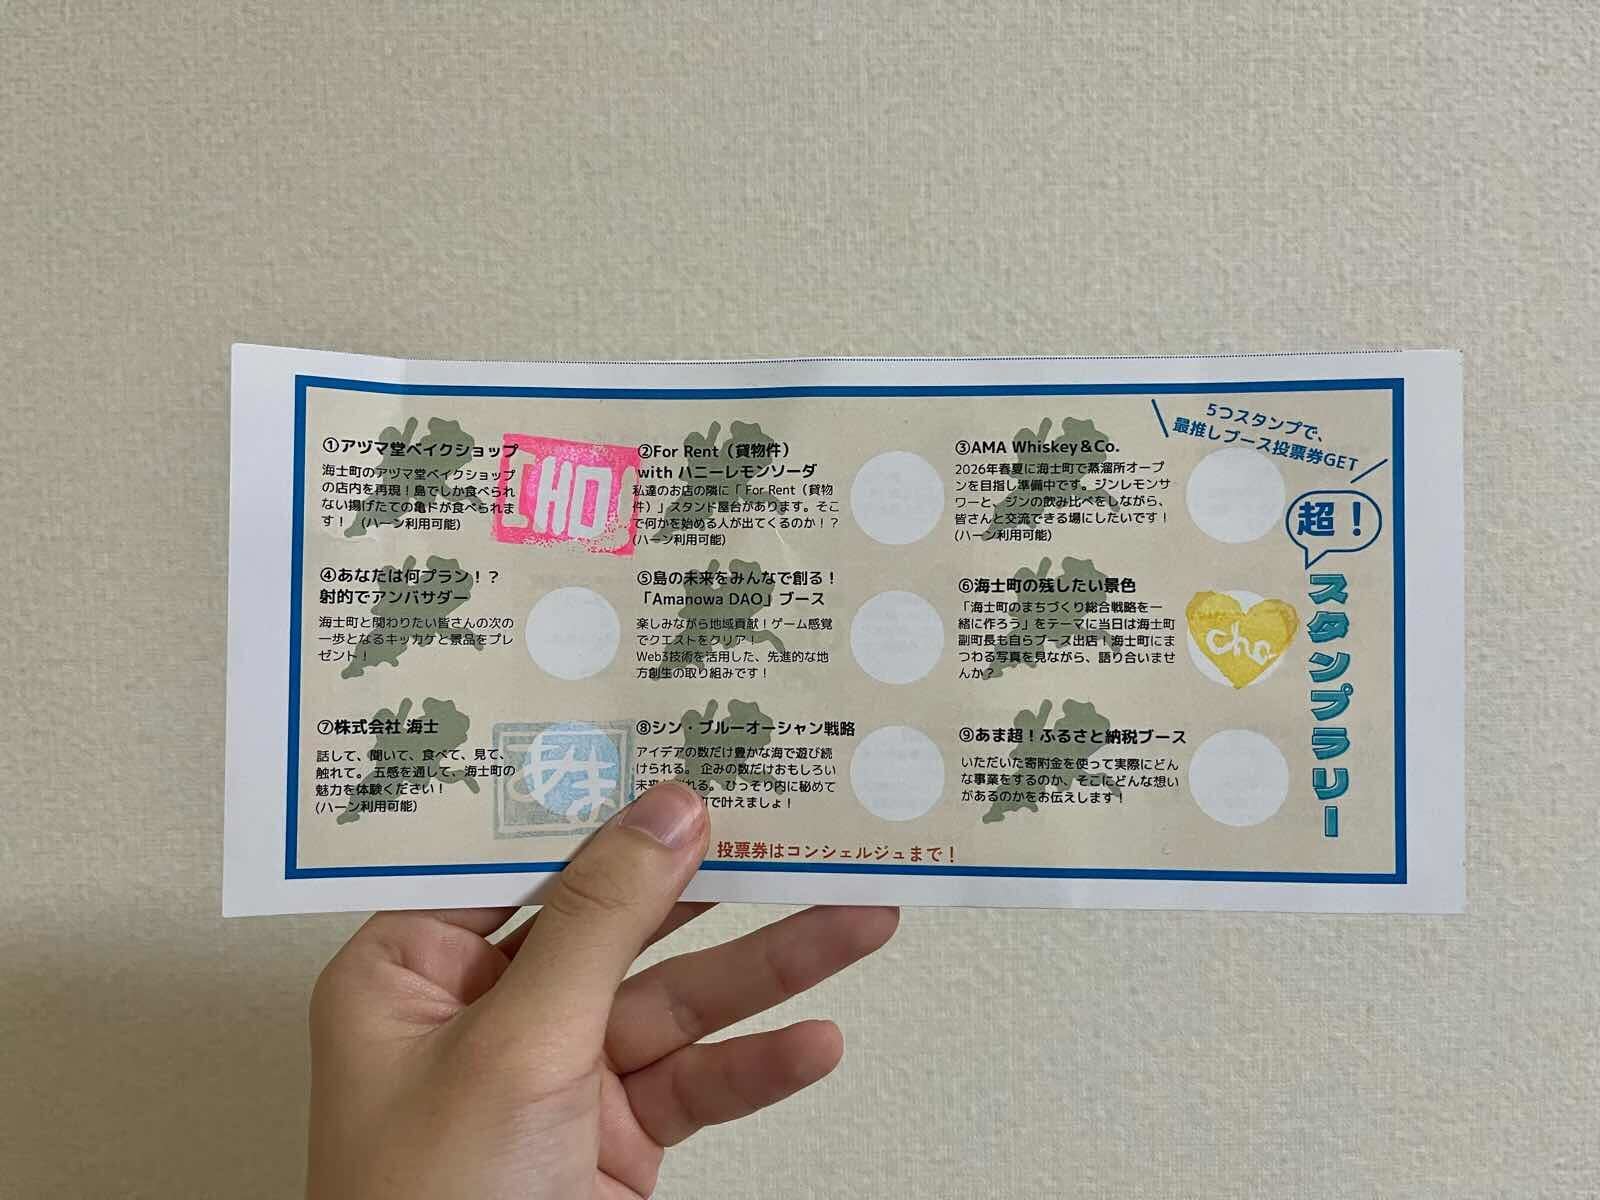 5つスタンプで、
最推しブース投票券GET
超！
スタンプラリー
①アヅマ堂ベイクショップ
海士町のアヅマ堂ベイクショップ
の店内を再現！島でしか食べられ
ない揚げたての亀ドが食べられま
す！ (ハーン利用可能)
CHO
②For Rent（貸物件）
with ハニーレモンソーダ
私達のお店の隣に「 For Rent（貸物
件）」スタンド屋台があります。そこ
で何かを始める人が出てくるのか！？
(ハーン利用可能)
③AMA Whiskey＆Co.
2026年春夏に海士町で蒸溜所オープ
ンを目指し準備中です。ジンレモンサ
ワーと、ジンの飲み比べをしながら、
皆さんと交流できる場にしたいです！
(ハーン利用可能)
④あなたは何プラン！？
射的でアンバサダー
海士町と関わりたい皆さんの次の
一歩となるキッカケと景品をプレ
ゼント！
⑤島の未来をみんなで創る！
「Amanowa DAO」ブース
楽しみながら地域貢献！ゲーム感覚
でクエストをクリア！
Web3技術を活用した、先進的な地
方創生の取り組みです！
⑥海士町の残したい景色
「海士町のまちづくり総合戦略を一
緒に作ろう」をテーマに当日は海士町
副町長も自らブース出店！海士町にま
つわる写真を見ながら、語り合いませ
んか？
cho
⑦株式会社 海士
話して、聞いて、食べて、見て、
触れて。 五感を通して、海士町の
魅力を体験ください！
(ハーン利用可能)
あま
⑧シン・ブルーオーシャン戦略
アイデアの数だけ豊かな海で遊び続
けられる。 企みの数だけおもしろい
未来 れる。 ひっそり内に秘めて
町で叶えましょ！
⑨あま超！ふるさと納税ブース
いただいた寄附金を使って実際にどん
な事業をするのか、そこにどんな想い
があるのかをお伝えします！
投票券はコンシェルジュまで！